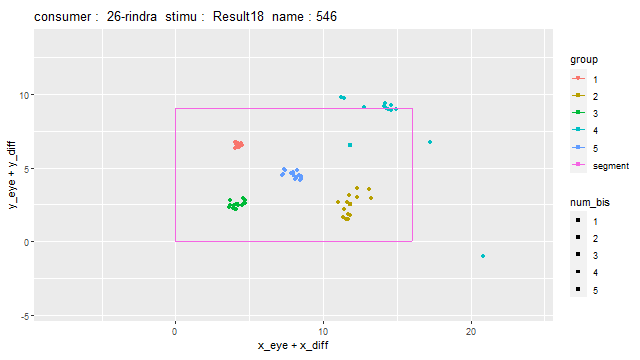 consumer : 26-rindra stimu : Result18 name : 546
y_eye + y_diff
10
5
0
-5
0
10
20
x_eye + x_diff
group
1
2
3
4
5
segment
num_bis
1
2
3
4
5